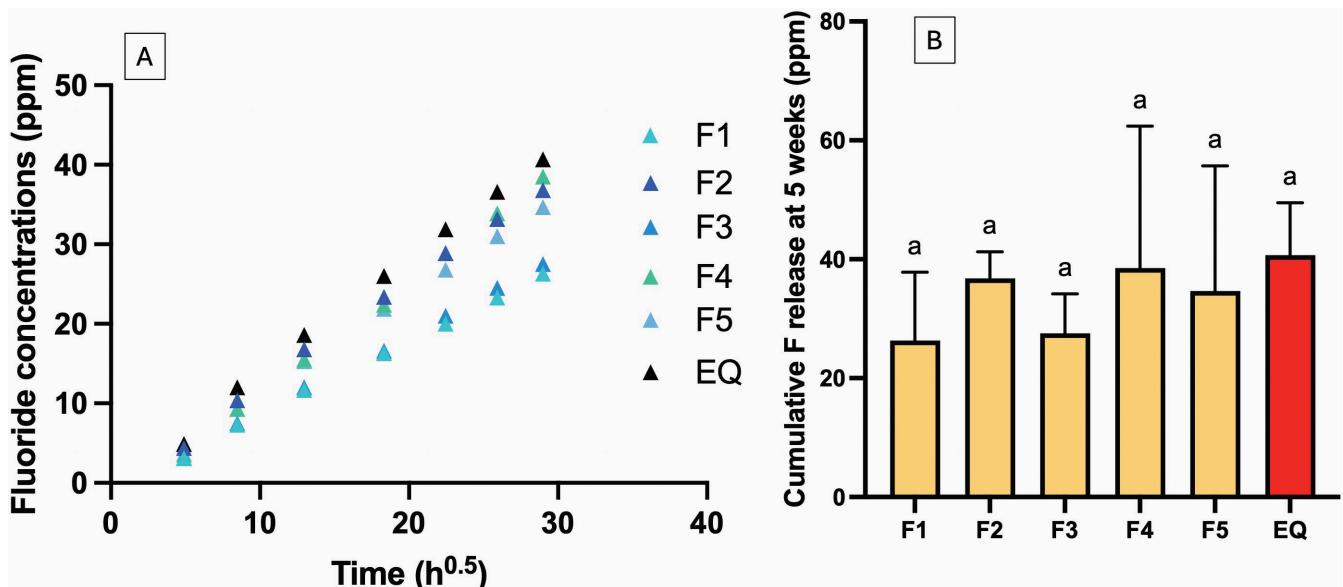 A
Fluoride concentrations (ppm)
50
40
30
20
10
0
0 10 20 30 40
Time (h^0.5)
F1
F2
F3
F4
F5
EQ
B
Cumulative F release at 5 weeks (ppm)
80
60
40
20
0
a a a a a a
F1 F2 F3 F4 F5 EQ